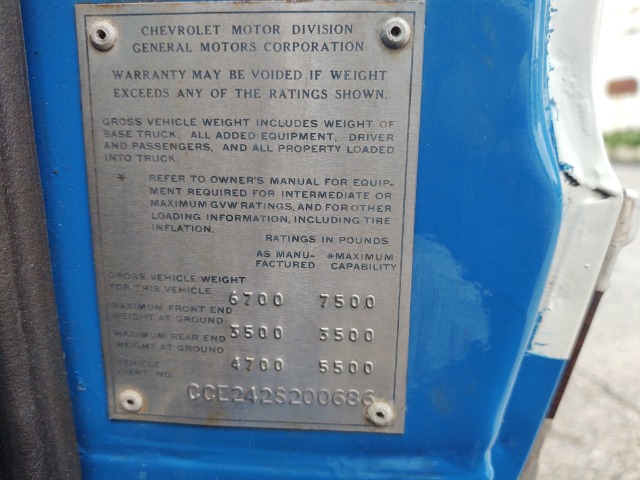 CHEVROLET MOTOR DIVISION
GENERAL MOTORS CORPORATION
WARRANTY MAY BE VOIDED IF WEIGHT
EXCEEDS ANY OF THE RATINGS SHOWN.
GROSS VEHICLE WEIGHT INCLUDES WEIGHT OF
BASE TRUCK, ALL ADDED EQUIPMENT, DRIVER
AND PASSENGERS, AND ALL PROPERTY LOADED
INTO TRUCK.
* REFER TO OWNER'S MANUAL FOR EQUIP-
MENT REQUIRED FOR INTERMEDIATE OR
MAXIMUM GVW RATINGS, AND FOR OTHER
LOADING INFORMATION, INCLUDING TIRE
INFLATION.
RATINGS IN POUNDS
AS MANU- *MAXIMUM
FACTURED CAPABILITY
GROSS VEHICLE WEIGHT
FOR THIS VEHICLE 6700 7500
MAXIMUM FRONT END
WEIGHT AT GROUND 3500 3500
MAXIMUM REAR END
WEIGHT AT GROUND 4700 5500
VEHICLE
IDENT. NO. CCE242S200686